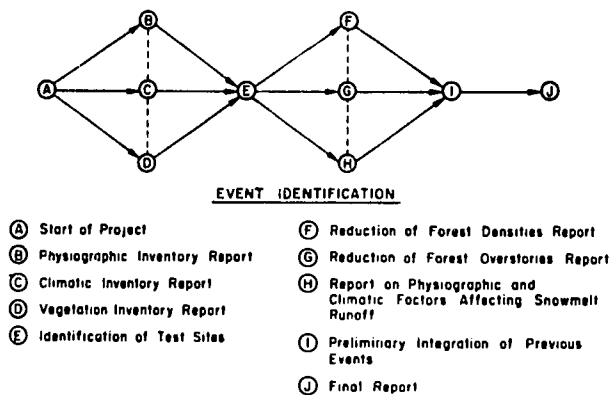 B
F
A
C
E
G
I
J
D
H
EVENT IDENTIFICATION
A Start of Project
B Physiographic Inventory Report
C Climatic Inventory Report
D Vegetation Inventory Report
E Identification of Test Sites
F Reduction of Forest Densities Report
G Reduction of Forest Overstories Report
H Report on Physiographic and
Climatic Factors Affecting Snowmelt
Runoff
I Preliminary Integration of Previous
Events
J Final Report